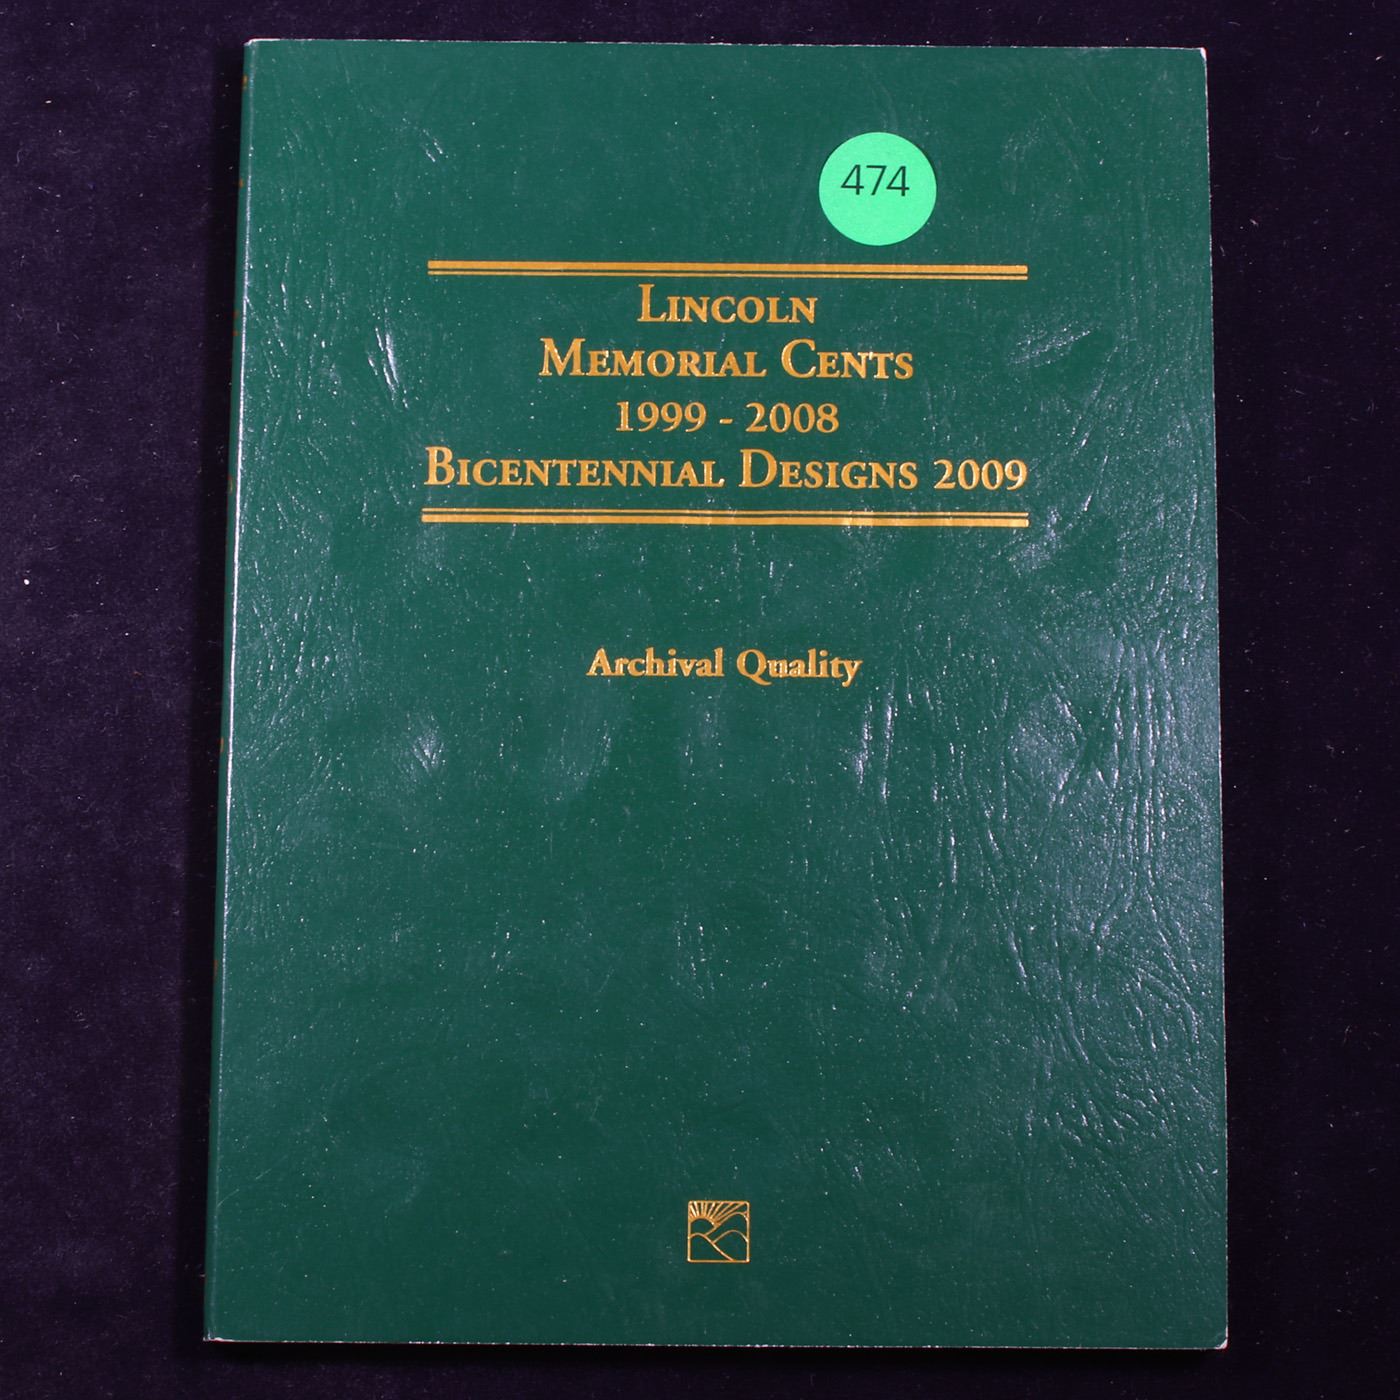 474
Lincoln
Memorial Cents
1999 - 2008
Bicentennial Designs 2009
Archival Quality